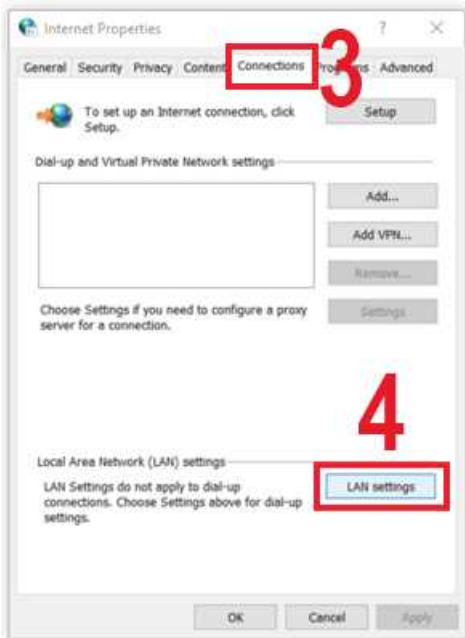 Internet Properties
?
3
General Security Privacy Content Connections Programs Advanced
To set up an Internet connection, click
Setup.
Setup
Dial-up and Virtual Private Network settings
Add...
Add VPN...
Remove...
Choose Settings if you need to configure a proxy
server for a connection.
Settings
4
Local Area Network (LAN) settings
LAN Settings do not apply to dial-up
connections. Choose Settings above for dial-up
settings.
LAN settings
OK Cancel Apply